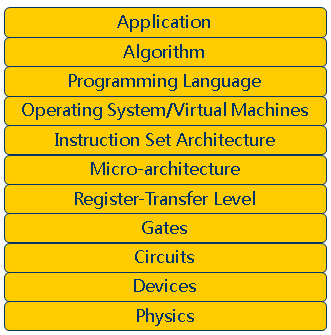 Application
Algorithm
Programming Language
Operating System/Virtual Machines
Instruction Set Architecture
Micro-architecture
Register-Transfer Level
Gates
Circuits
Devices
Physics